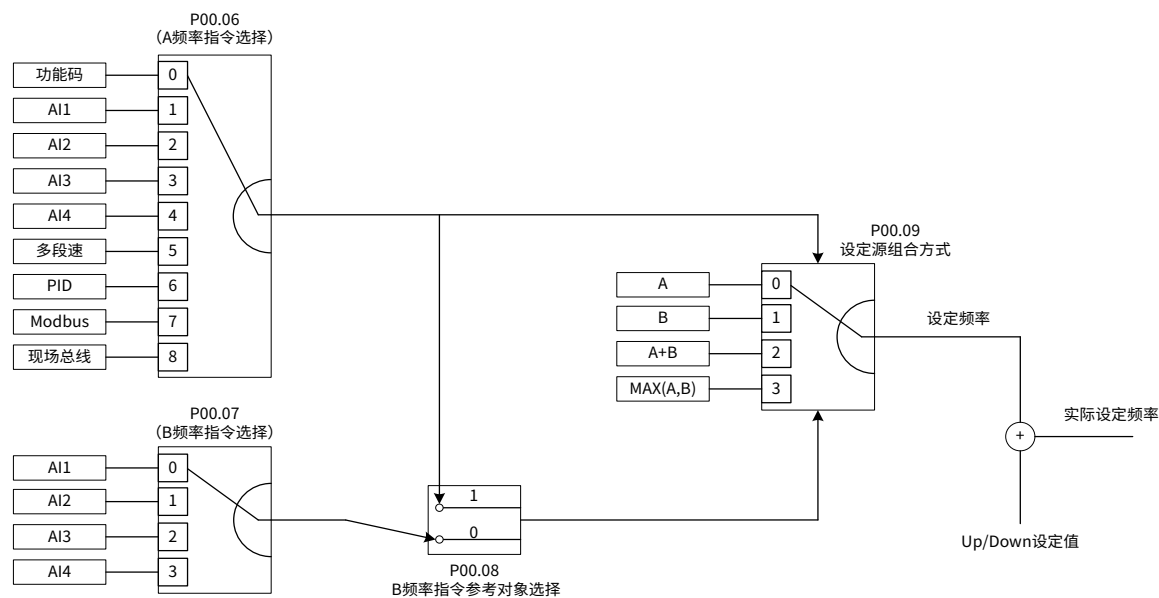 P00.06
（A频率指令选择）
功能码
0
AI1
1
AI2
2
AI3
3
AI4
4
多段速
5
PID
6
Modbus
7
现场总线
8
P00.07
（B频率指令选择）
AI1
0
AI2
1
AI3
2
AI4
3
1
0
P00.08
B频率指令参考对象选择
P00.09
设定源组合方式
A
0
B
1
A+B
2
MAX(A,B)
3
设定频率
实际设定频率
+
Up/Down设定值